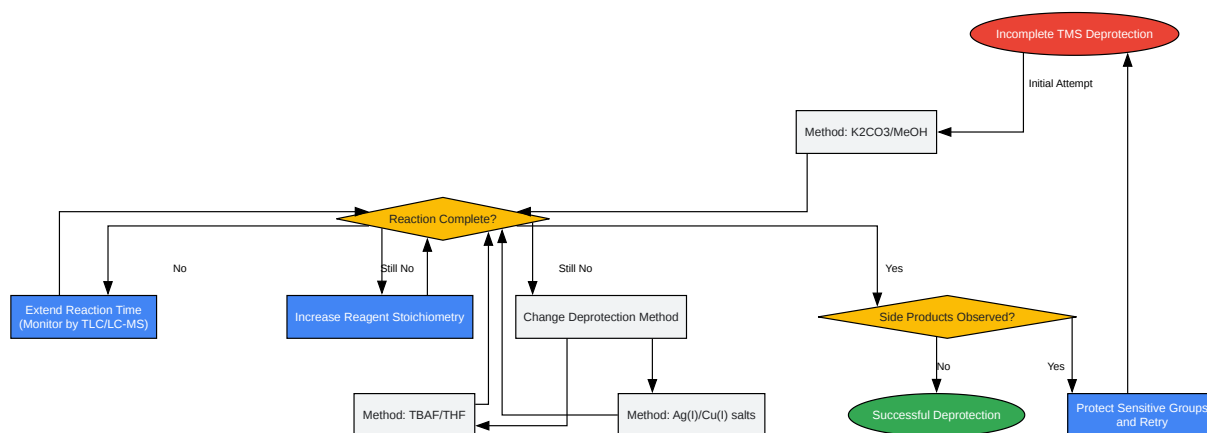 Incomplete TMS Deprotection
Initial Attempt
Method: K2CO3/MeOH
Reaction Complete?
No
Still No
Still No
Yes
Extend Reaction Time
(Monitor by TLC/LC-MS)
Increase Reagent Stoichiometry
Change Deprotection Method
Side Products Observed?
No
Yes
Method: TBAF/THF
Method: Ag(I)/Cu(I) salts
Successful Deprotection
Protect Sensitive Groups
and Retry